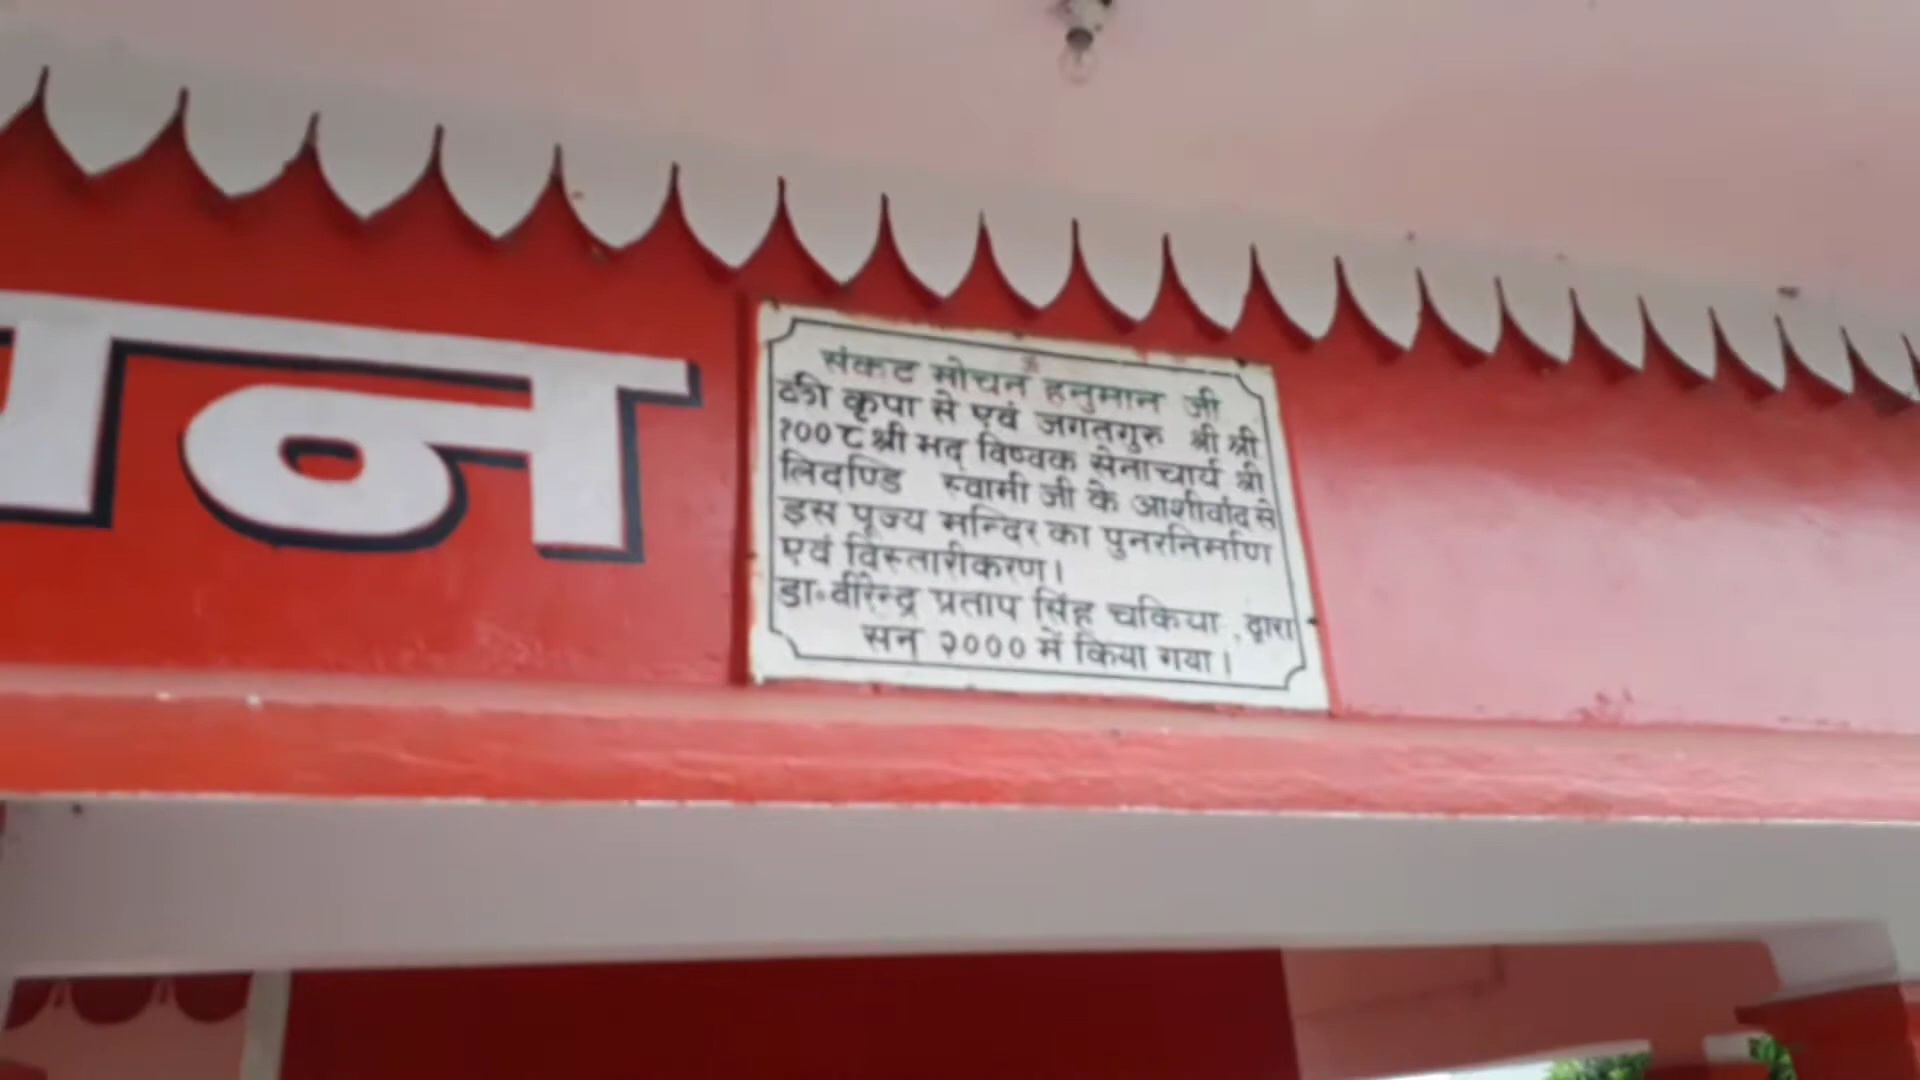 न
ॐ
संकट मोचन हनुमान जी
की कृपा से एवं जगतगुरु श्री श्री
१००८ श्री मद् विष्वक सेनाचार्य श्री
लिदण्डि स्वामी जी के आशीर्वाद से
इस पूज्य मन्दिर का पुनरनिर्माण
एवं विस्तारीकरण।
डा॰वीरेन्द्र प्रताप सिंह चकिया , द्वारा
सन् २००० में किया गया।